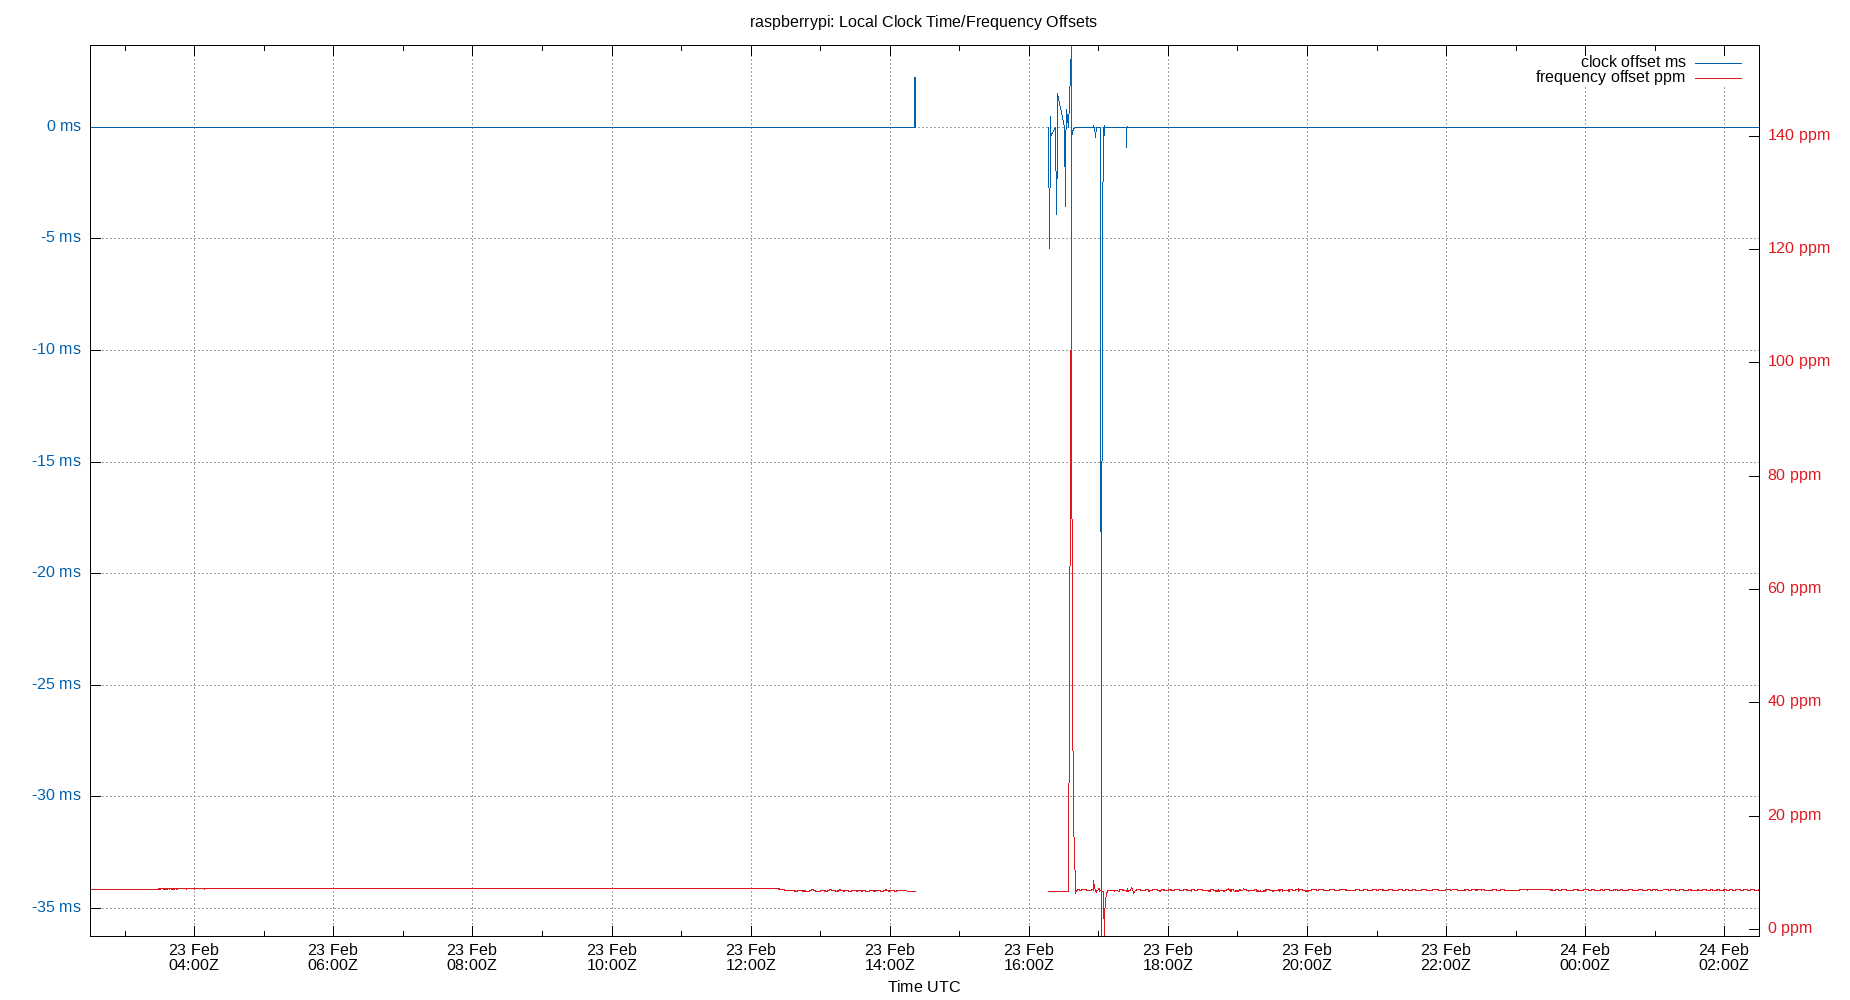 raspberrypi: Local Clock Time/Frequency Offsets
clock offset ms
frequency offset ppm
0 ms
-5 ms
-10 ms
-15 ms
-20 ms
-25 ms
-30 ms
-35 ms
140 ppm
120 ppm
100 ppm
80 ppm
60 ppm
40 ppm
20 ppm
0 ppm
23 Feb
04:00Z
23 Feb
06:00Z
23 Feb
08:00Z
23 Feb
10:00Z
23 Feb
12:00Z
23 Feb
14:00Z
23 Feb
16:00Z
23 Feb
18:00Z
23 Feb
20:00Z
23 Feb
22:00Z
24 Feb
00:00Z
24 Feb
02:00Z
Time UTC